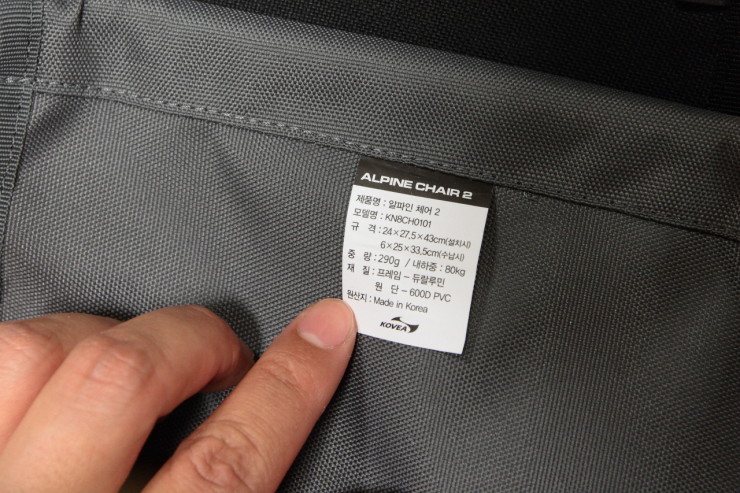 ALPINE CHAIR 2
제품명 : 알파인 체어 2
모델명 : KN8CH0101
규 격 : 24×27.5×43cm(설치시)
6×25×33.5cm(수납시)
중 량 : 290g / 내하중 : 80kg
재 질 : 프레임 – 듀랄루민
원 단 – 600D PVC
원산지 : Made in Korea
KOVEA